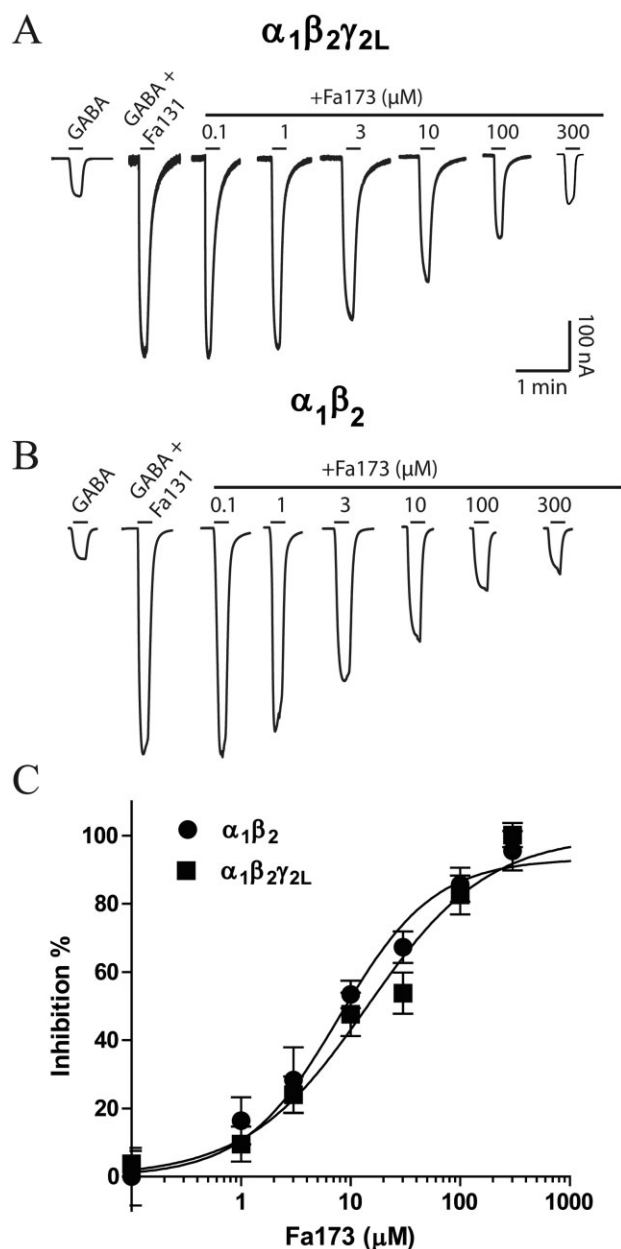 A
α1β2γ2L
GABA
GABA +
Fa131
+Fa173 (µM)
0.1 1 3 10 100 300
100 nA
1 min
α1β2
B
GABA
GABA +
Fa131
+Fa173 (µM)
0.1 1 3 10 100 300
C
α1β2
α1β2γ2L
100
80
60
40
20
0
Inhibition %
1 10 100 1000
Fa173 (µM)